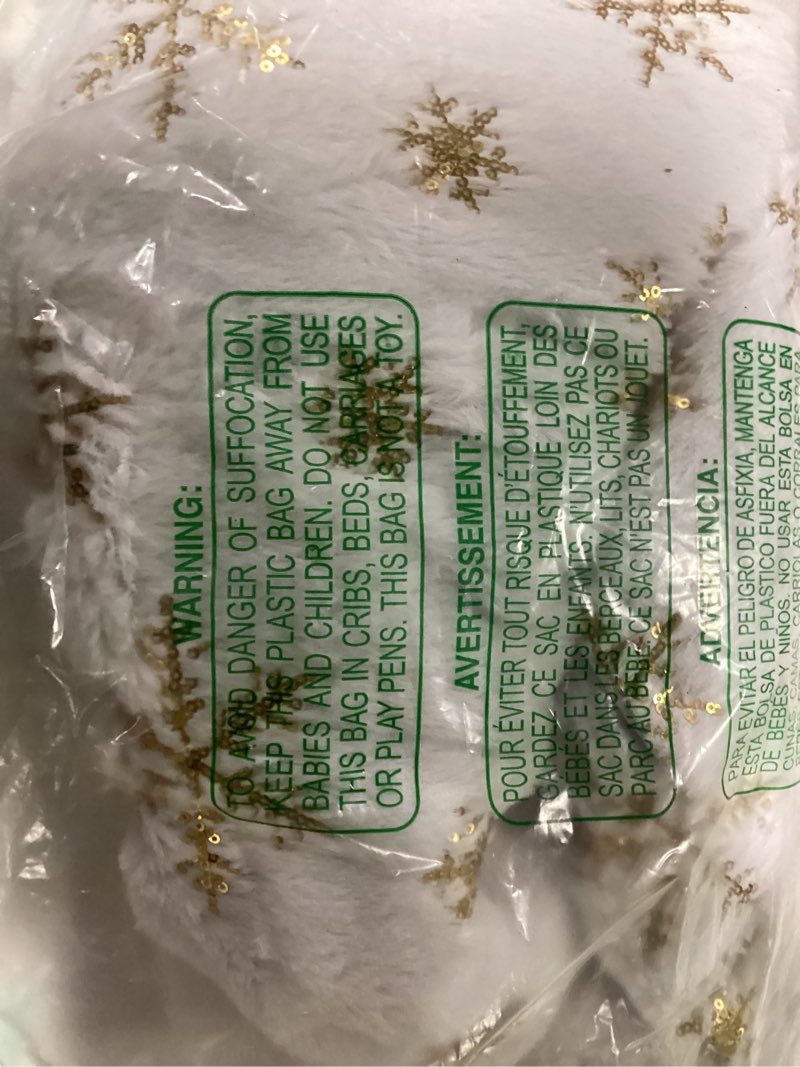 WARNING:
TO AVOID DANGER OF SUFFOCATION,
KEEP THIS PLASTIC BAG AWAY FROM
BABIES AND CHILDREN. DO NOT USE
THIS BAG IN CRIBS, BEDS, CARRIAGES
OR PLAY PENS. THIS BAG IS NOT A TOY.
AVERTISSEMENT:
POUR ÉVITER TOUT RISQUE D'ÉTOUFFEMENT,
GARDEZ CE SAC EN PLASTIQUE LOIN DES
BÉBÉS ET LES ENFANTS. N'UTILISEZ PAS CE
SAC DANS LES BERCEAUX, LITS, CHARIOTS OU
PARC AU BÉBÉ. CE SAC N'EST PAS UN JOUET.
ADVERTENCIA:
PARA EVITAR EL PELIGRO DE ASFIXIA, MANTENGA
ESTA BOLSA DE PLASTICO FUERA DEL ALCANCE
DE BEBÉS Y NIÑOS. NO USAR ESTA BOLSA EN
CUNAS, CAMAS, CARRIOLAS O